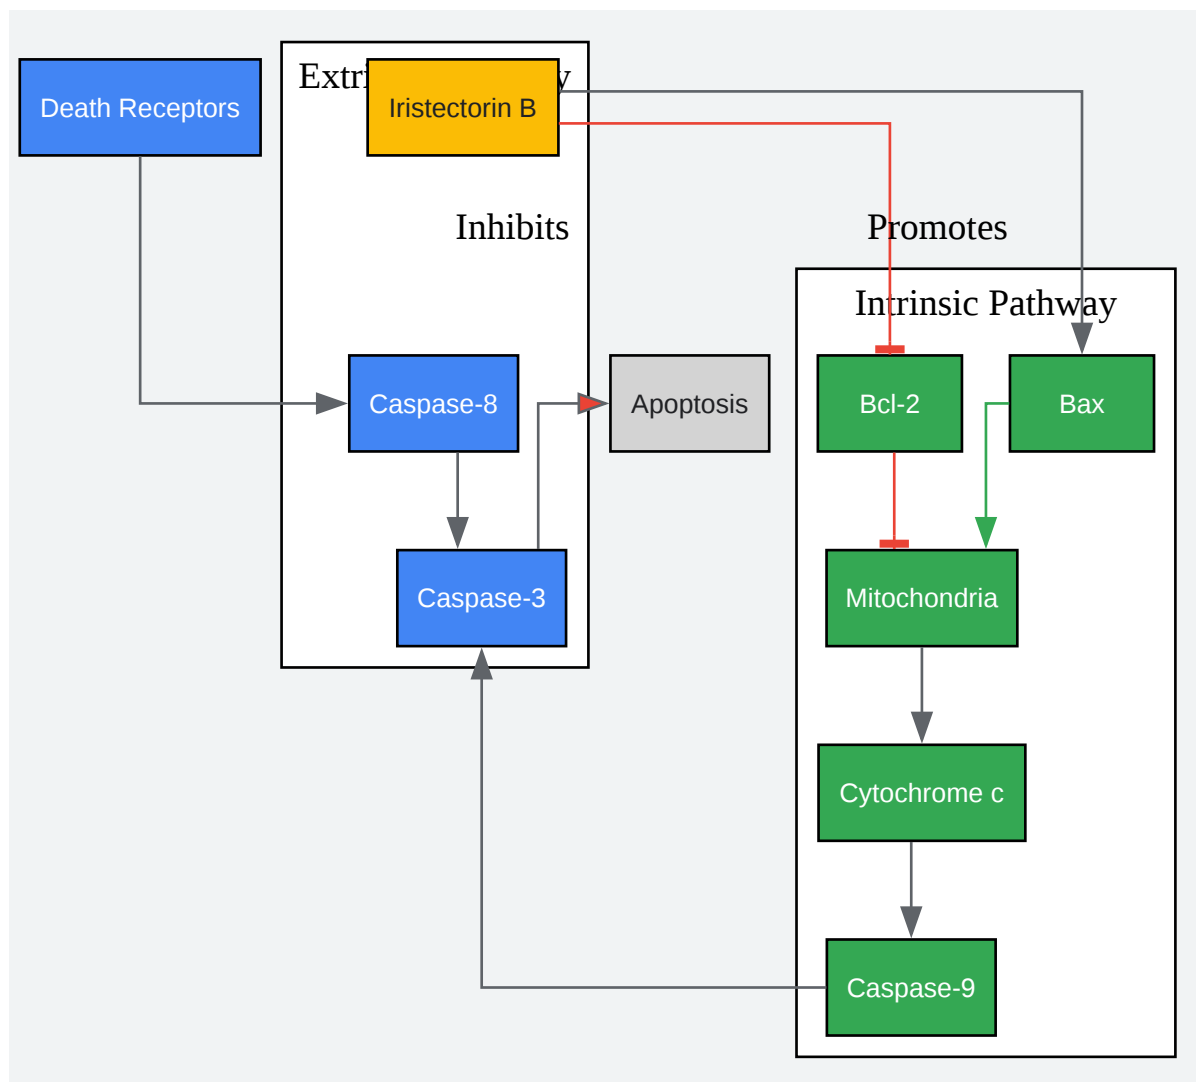 Death Receptors
Iristectorin B
Inhibits
Promotes
Intrinsic Pathway
Caspase-8
Apoptosis
Bcl-2
Bax
Caspase-3
Mitochondria
Cytochrome c
Caspase-9